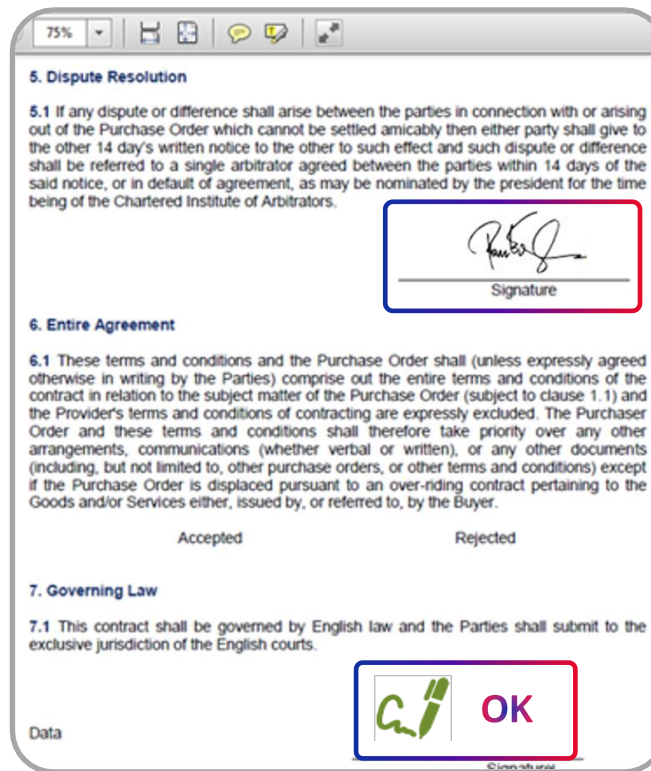 75%
5. Dispute Resolution
5.1 If any dispute or difference shall arise between the parties in connection with or arising
out of the Purchase Order which cannot be settled amicably then either party shall give to
the other 14 day's written notice to the other to such effect and such dispute or difference
shall be referred to a single arbitrator agreed between the parties within 14 days of the
said notice, or in default of agreement, as may be nominated by the president for the time
being of the Chartered Institute of Arbitrators.
Signature
6. Entire Agreement
6.1 These terms and conditions and the Purchase Order shall (unless expressly agreed
otherwise in writing by the Parties) comprise out the entire terms and conditions of the
contract in relation to the subject matter of the Purchase Order (subject to clause 1.1) and
the Provider's terms and conditions of contracting are expressly excluded. The Purchaser
Order and these terms and conditions shall therefore take priority over any other
arrangements, communications (whether verbal or written), or any other documents
(including, but not limited to, other purchase orders, or other terms and conditions) except
if the Purchase Order is displaced pursuant to an over-riding contract pertaining to the
Goods and/or Services either, issued by, or referred to, by the Buyer.
Accepted Rejected
7. Governing Law
7.1 This contract shall be governed by English law and the Parties shall submit to the
exclusive jurisdiction of the English courts.
OK
Data